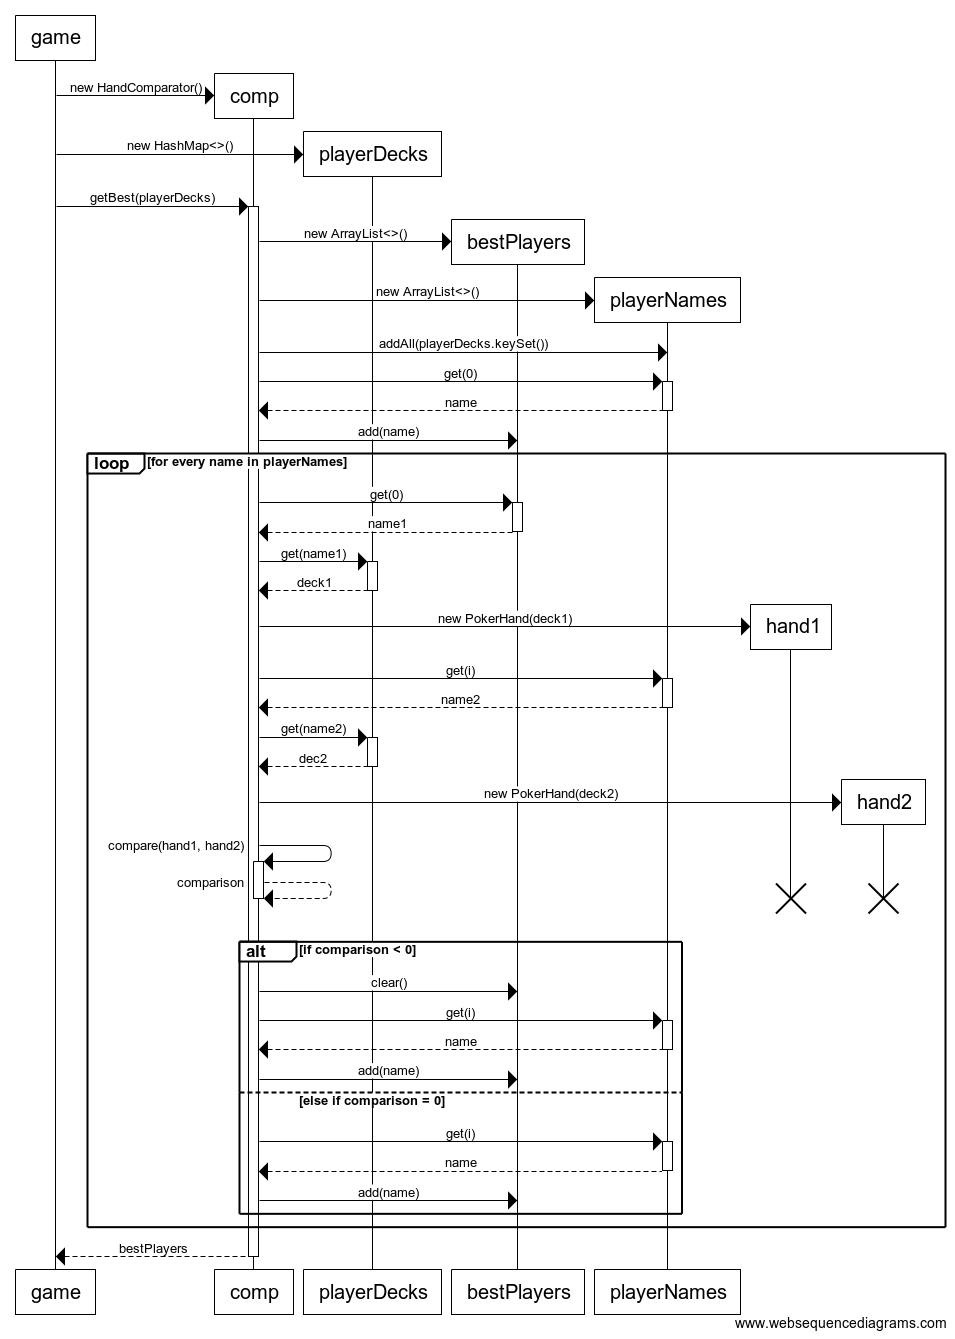 game
new HandComparator()
comp
new HashMap<>()
playerDecks
getBest(playerDecks)
new ArrayList<>()
bestPlayers
new ArrayList<>()
playerNames
addAll(playerDecks.keySet())
get(0)
name
add(name)
loop [for every name in playerNames]
get(0)
name1
get(name1)
deck1
new PokerHand(deck1)
hand1
get(i)
name2
get(name2)
dec2
new PokerHand(deck2)
hand2
compare(hand1, hand2)
comparison
alt [if comparison < 0]
clear()
get(i)
name
add(name)
[else if comparison = 0]
get(i)
name
add(name)
bestPlayers
game comp playerDecks bestPlayers playerNames
www.websequencediagrams.com